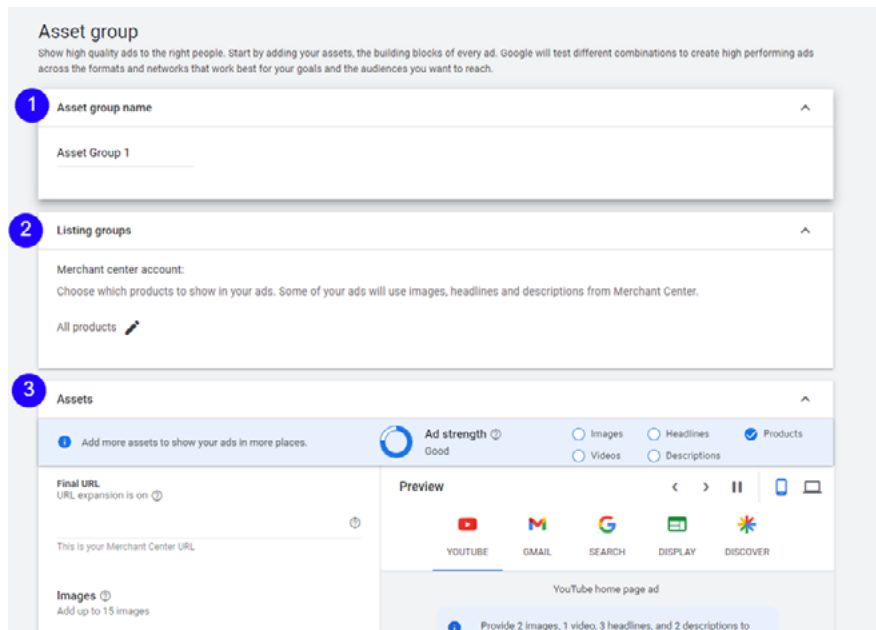 Asset group
Show high quality ads to the right people. Start by adding your assets, the building blocks of every ad. Google will test different combinations to create high performing ads
across the formats and networks that work best for your goals and the audiences you want to reach.
1
Asset group name
Asset Group 1
2
Listing groups
Merchant center account:
Choose which products to show in your ads. Some of your ads will use images, headlines and descriptions from Merchant Center.
All products
3
Assets
Add more assets to show your ads in more places.
Ad strength
Good
Images
Headlines
Products
Videos
Descriptions
Final URL
URL expansion is on
This is your Merchant Center URL
Images
Add up to 15 images
Preview
YOUTUBE
GMAIL
SEARCH
DISPLAY
DISCOVER
YouTube home page ad
Provide 2 images, 1 video, 3 headlines, and 2 descriptions to